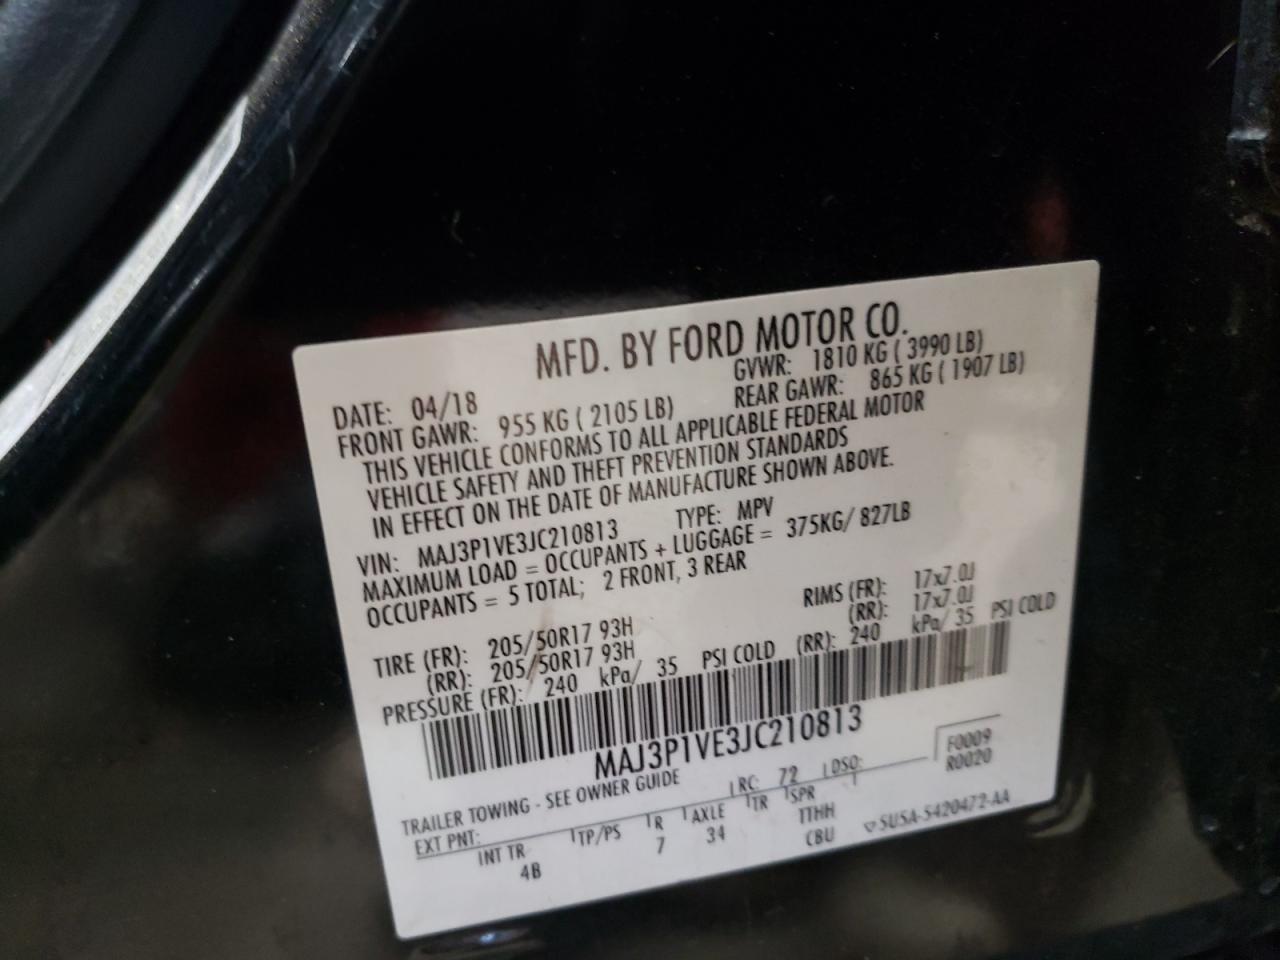 MFD. BY FORD MOTOR CO.
DATE: 04/18 GVWR: 1810 KG ( 3990 LB)
FRONT GAWR: 955 KG ( 2105 LB) REAR GAWR: 865 KG ( 1907 LB)
THIS VEHICLE CONFORMS TO ALL APPLICABLE FEDERAL MOTOR
VEHICLE SAFETY AND THEFT PREVENTION STANDARDS
IN EFFECT ON THE DATE OF MANUFACTURE SHOWN ABOVE.
VIN: MAJ3P1VE3JC210813 TYPE: MPV
MAXIMUM LOAD = OCCUPANTS + LUGGAGE = 375KG/ 827LB
OCCUPANTS = 5 TOTAL; 2 FRONT, 3 REAR
TIRE (FR): 205/50R17 93H RIMS (FR): 17x7.0J
(RR): 205/50R17 93H (RR): 17x7.0J
PRESSURE (FR): 240 kPa/ 35 PSI COLD (RR): 240 kPa/ 35 PSI COLD
MAJ3P1VE3JC210813
TRAILER TOWING - SEE OWNER GUIDE
EXT PNT: RC: 72 DSO: F0009
R0020
INT TR TP/PS R AXLE TR SPR
4B 7 34 TTHH
CBU 5U5A-5420472-AA